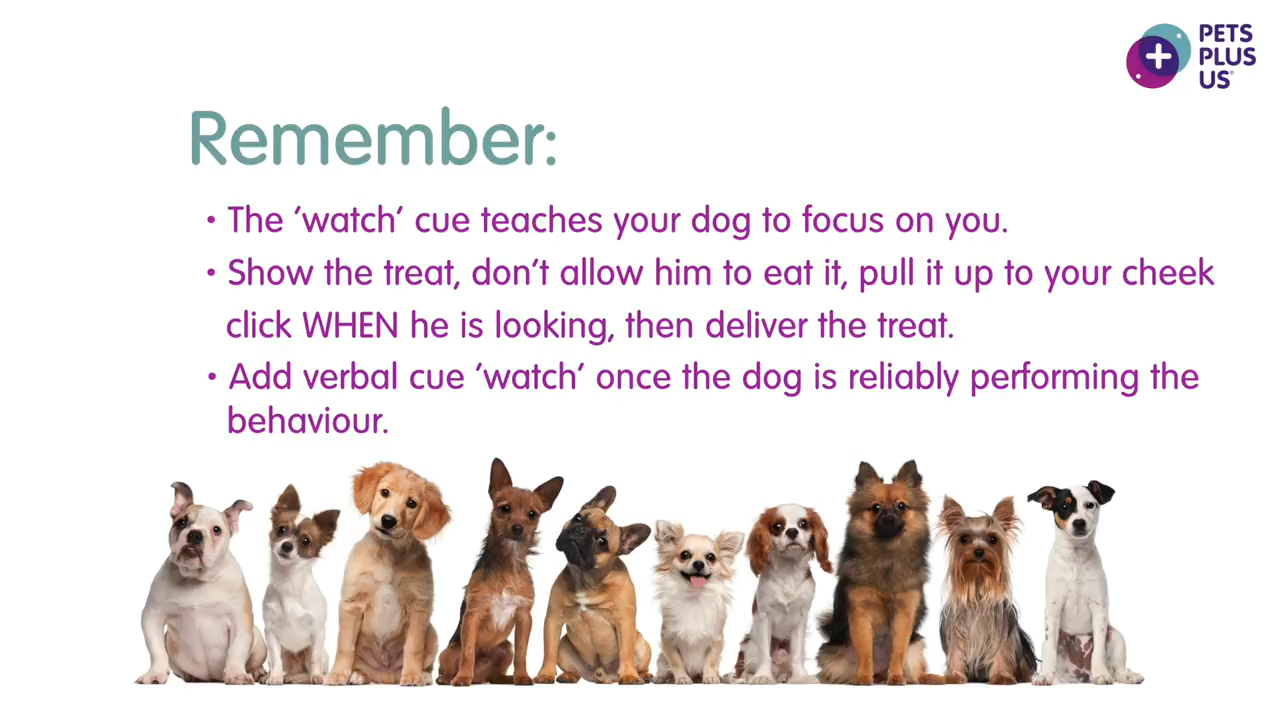 PETS
PLUS
US®
Remember:
• The ‘watch’ cue teaches your dog to focus on you.
• Show the treat, don’t allow him to eat it, pull it up to your cheek
click WHEN he is looking, then deliver the treat.
• Add verbal cue ‘watch’ once the dog is reliably performing the
behaviour.